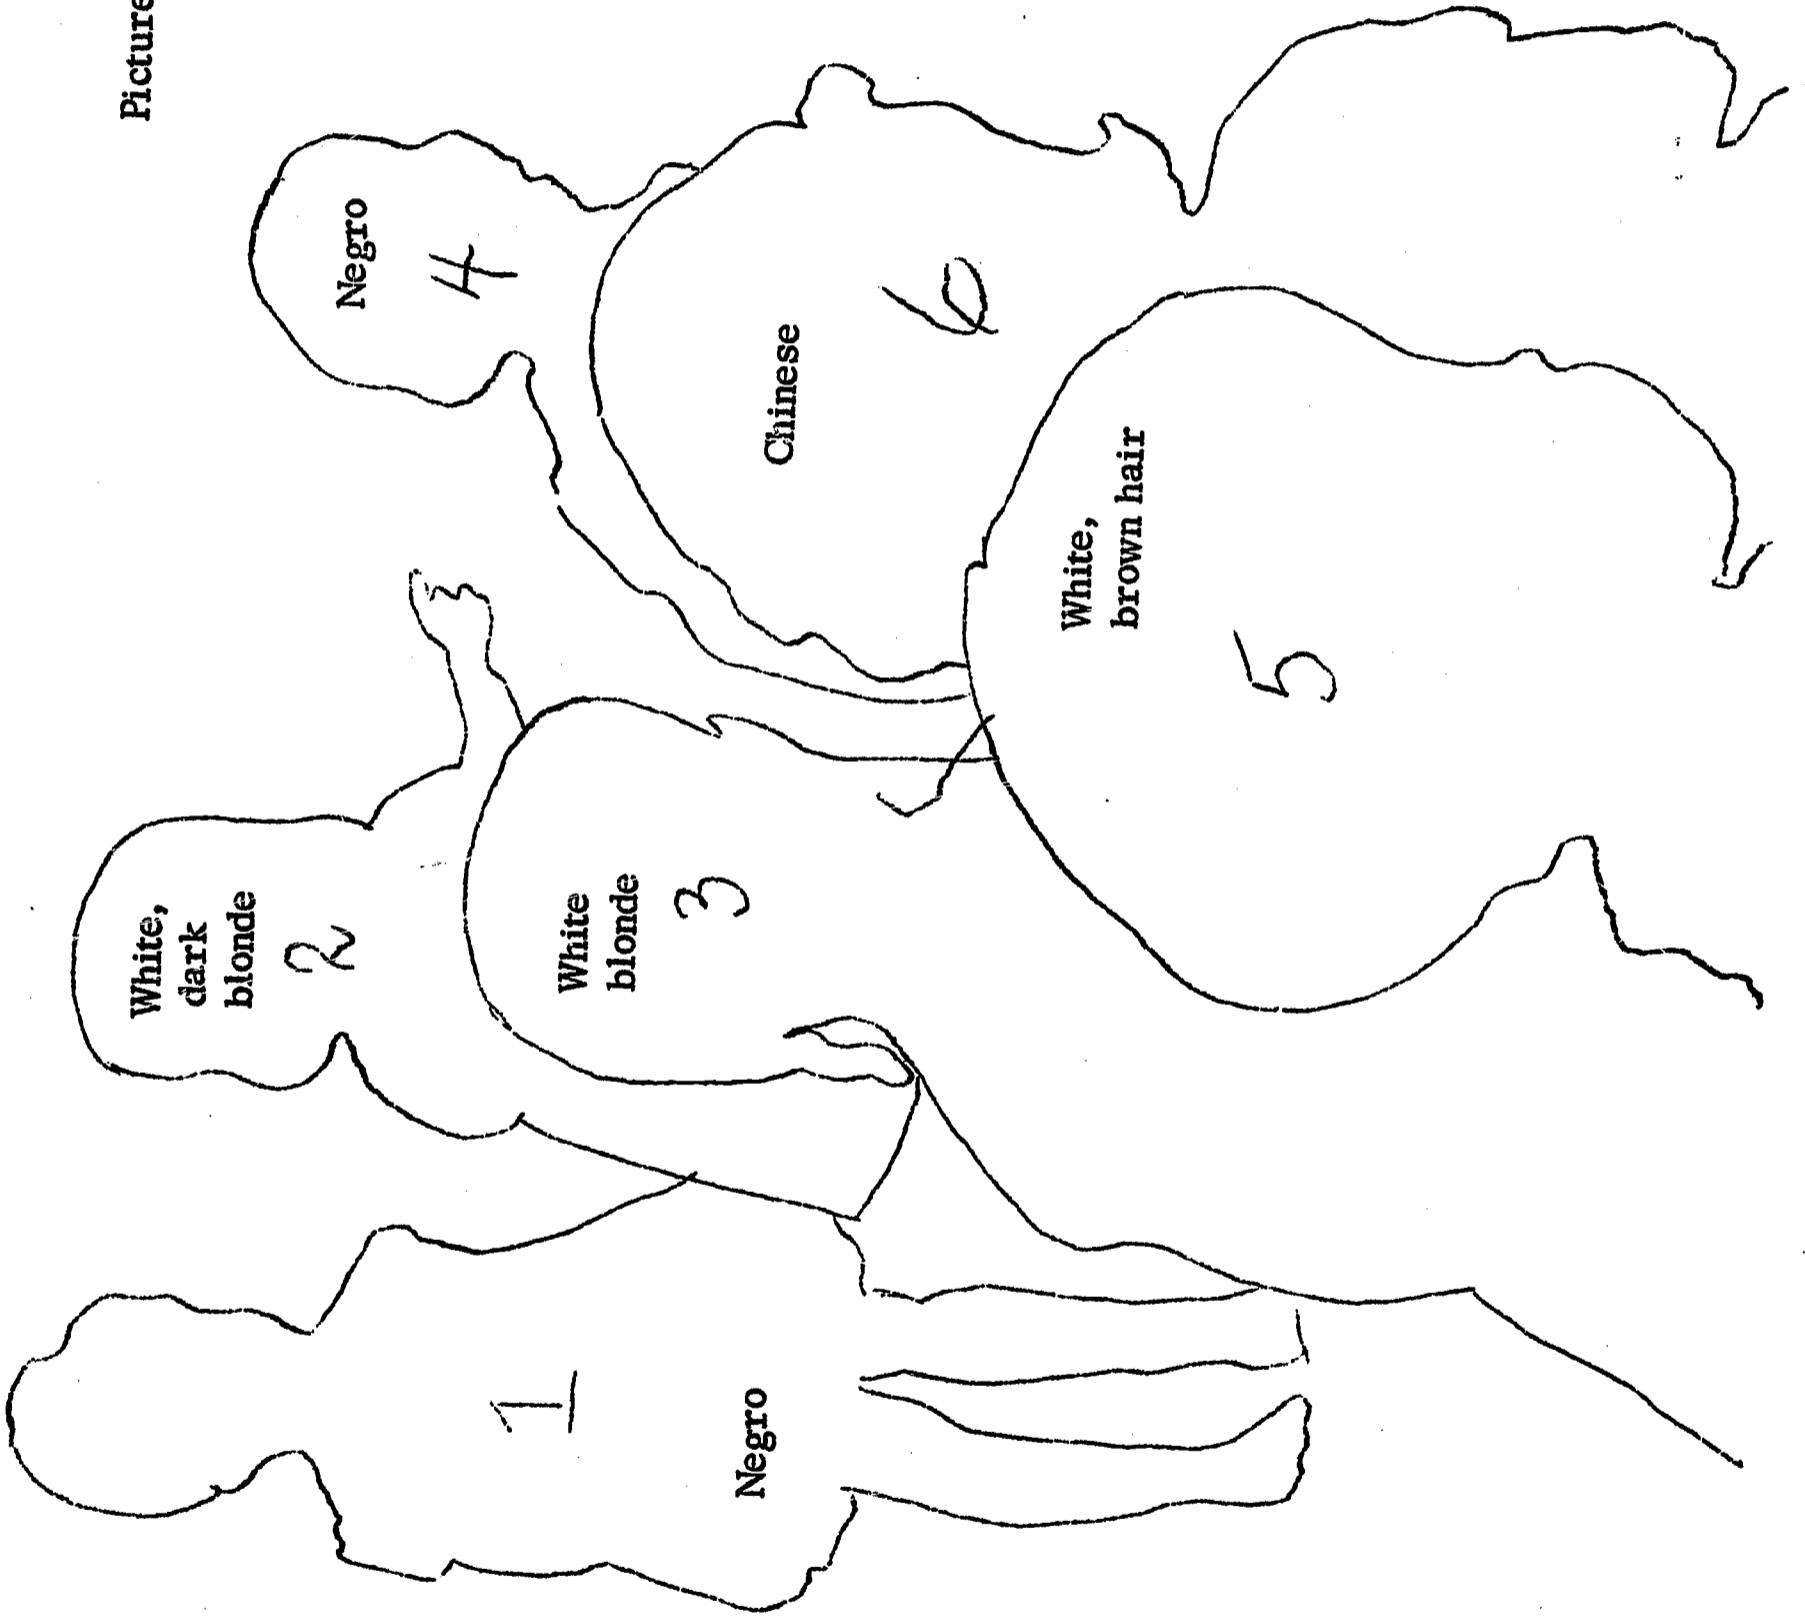 Picture
Negro
1
White,
dark
blonde
2
White
blonde
3
Negro
4
White,
brown hair
5
Chinese
6